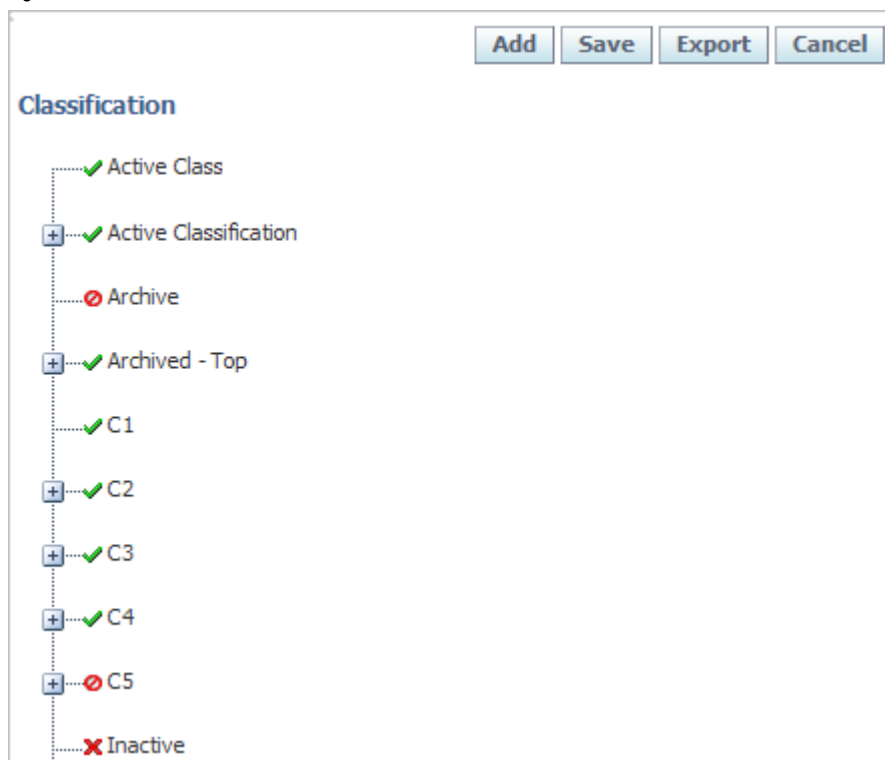 Add Save Export Cancel
Classification
Active Class
Active Classification
Archive
Archived - Top
C1
C2
C3
C4
C5
Inactive